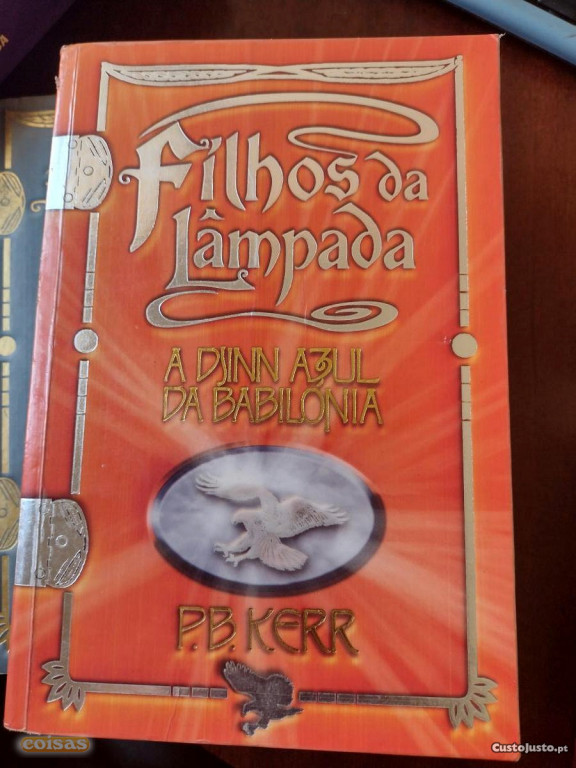 Filhos da
Lâmpada
A DJINN AZUL
DA BABILÓNIA
P.B. KERR
coisas
CustoJusto.pt